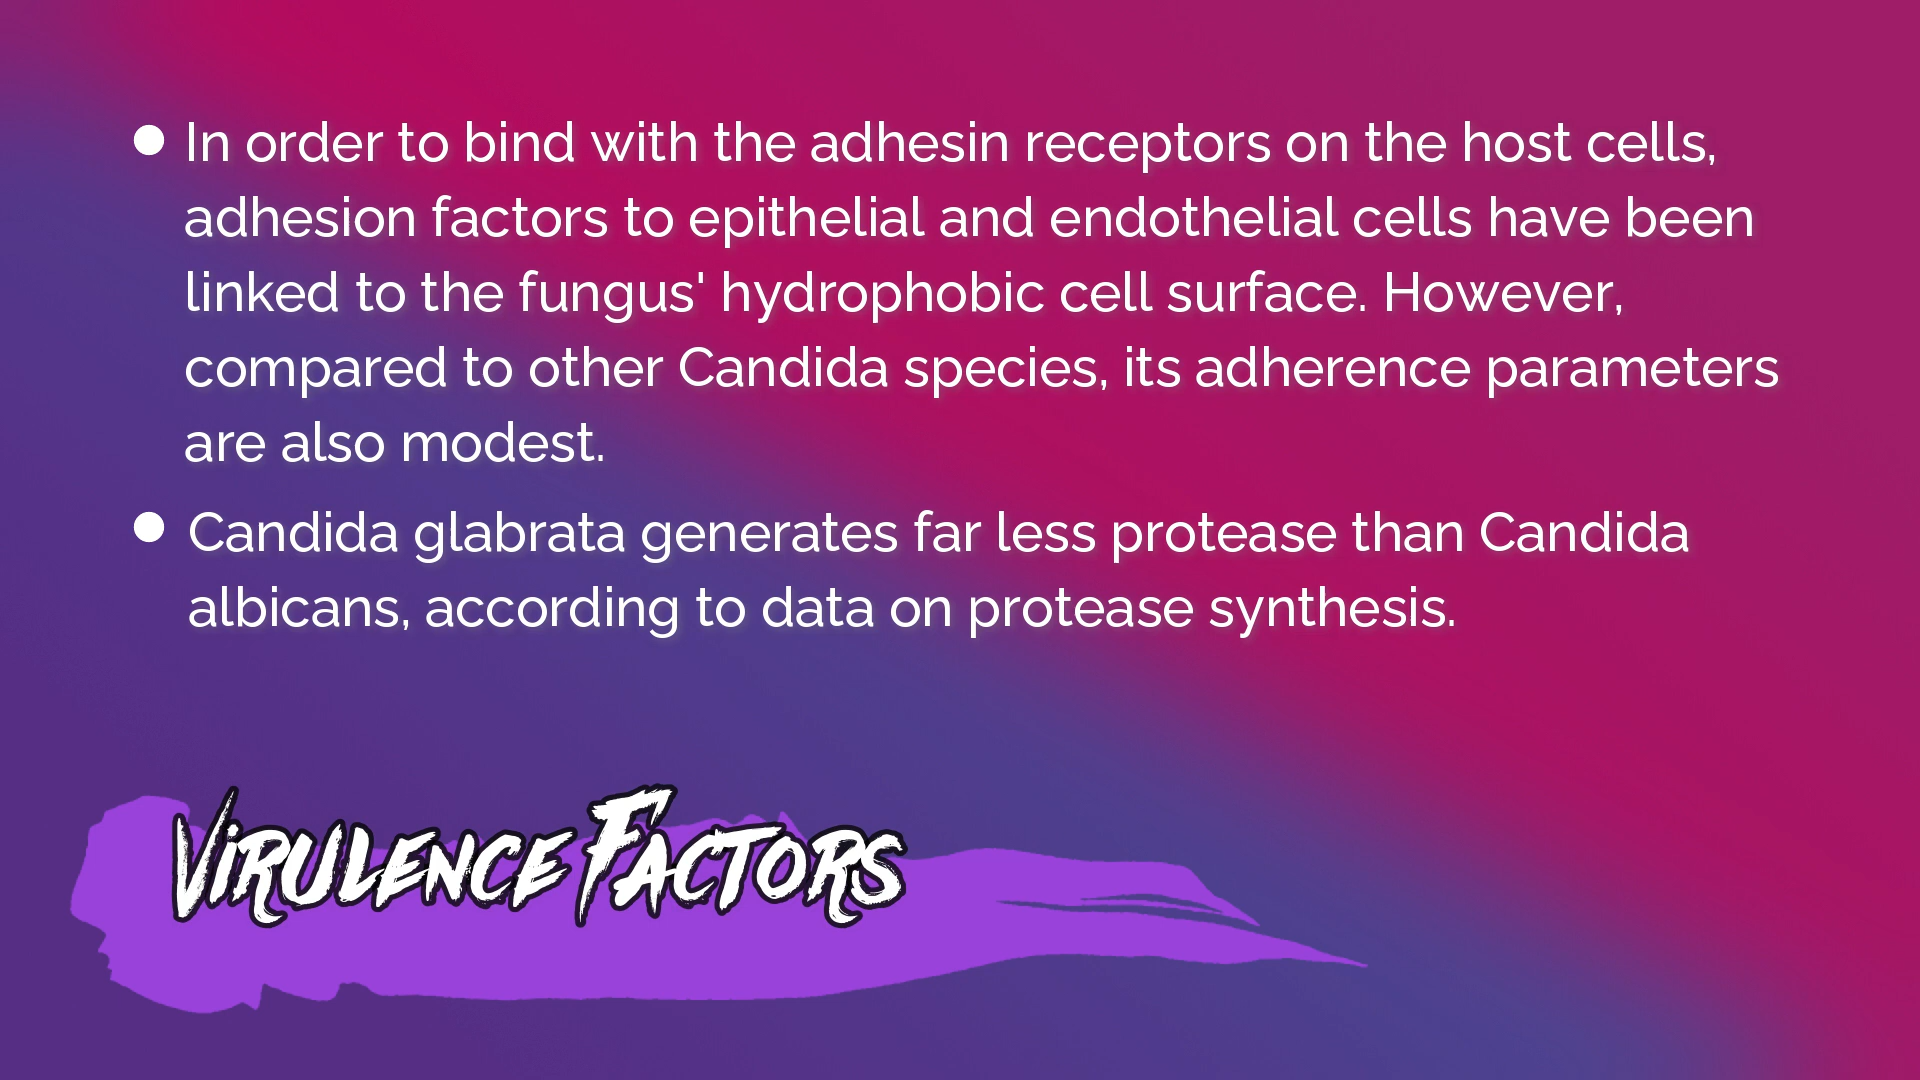 ● In order to bind with the adhesin receptors on the host cells,
adhesion factors to epithelial and endothelial cells have been
linked to the fungus' hydrophobic cell surface. However,
compared to other Candida species, its adherence parameters
are also modest.
● Candida glabrata generates far less protease than Candida
albicans, according to data on protease synthesis.
Virulence Factors